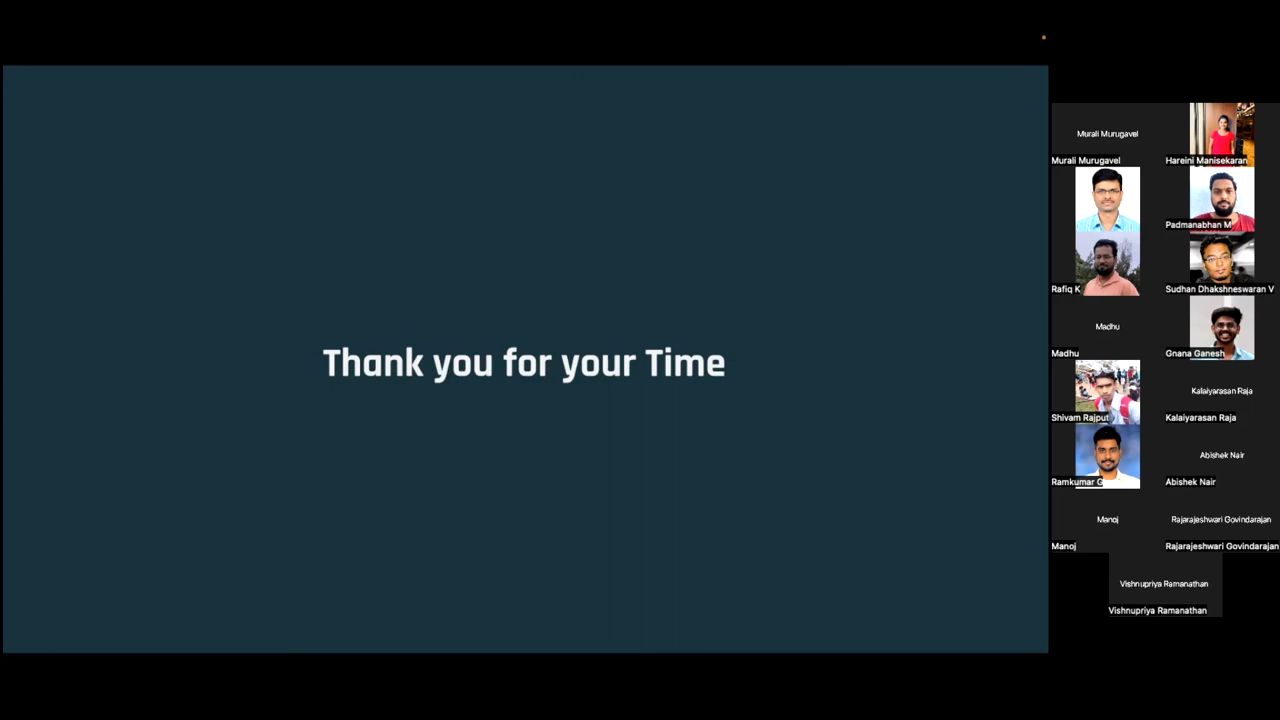 Thank you for your Time
Murali Murugavel
Murali Murugavel
Hareini Manisekaran
Padmanabhan M
Rafiq K
Sudhan Dhakshneswaran V
Madhu
Madhu
Gnana Ganesh
Shivam Rajput
Kalaiyarasan Raja
Kalaiyarasan Raja
Ramkumar G
Abishek Nair
Abishek Nair
Manoj
Manoj
Rajarajeshwari Govindarajan
Rajarajeshwari Govindarajan
Vishnupriya Ramanathan
Vishnupriya Ramanathan